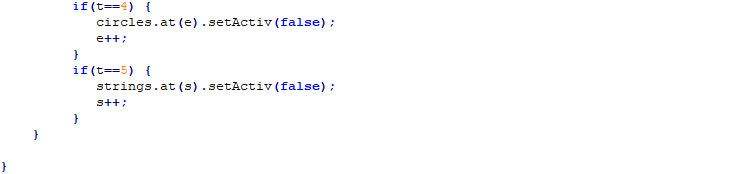 if(t==4) {
circles.at(e).setActiv(false);
e++;
}
if(t==5) {
strings.at(s).setActiv(false);
s++;
}
}
}